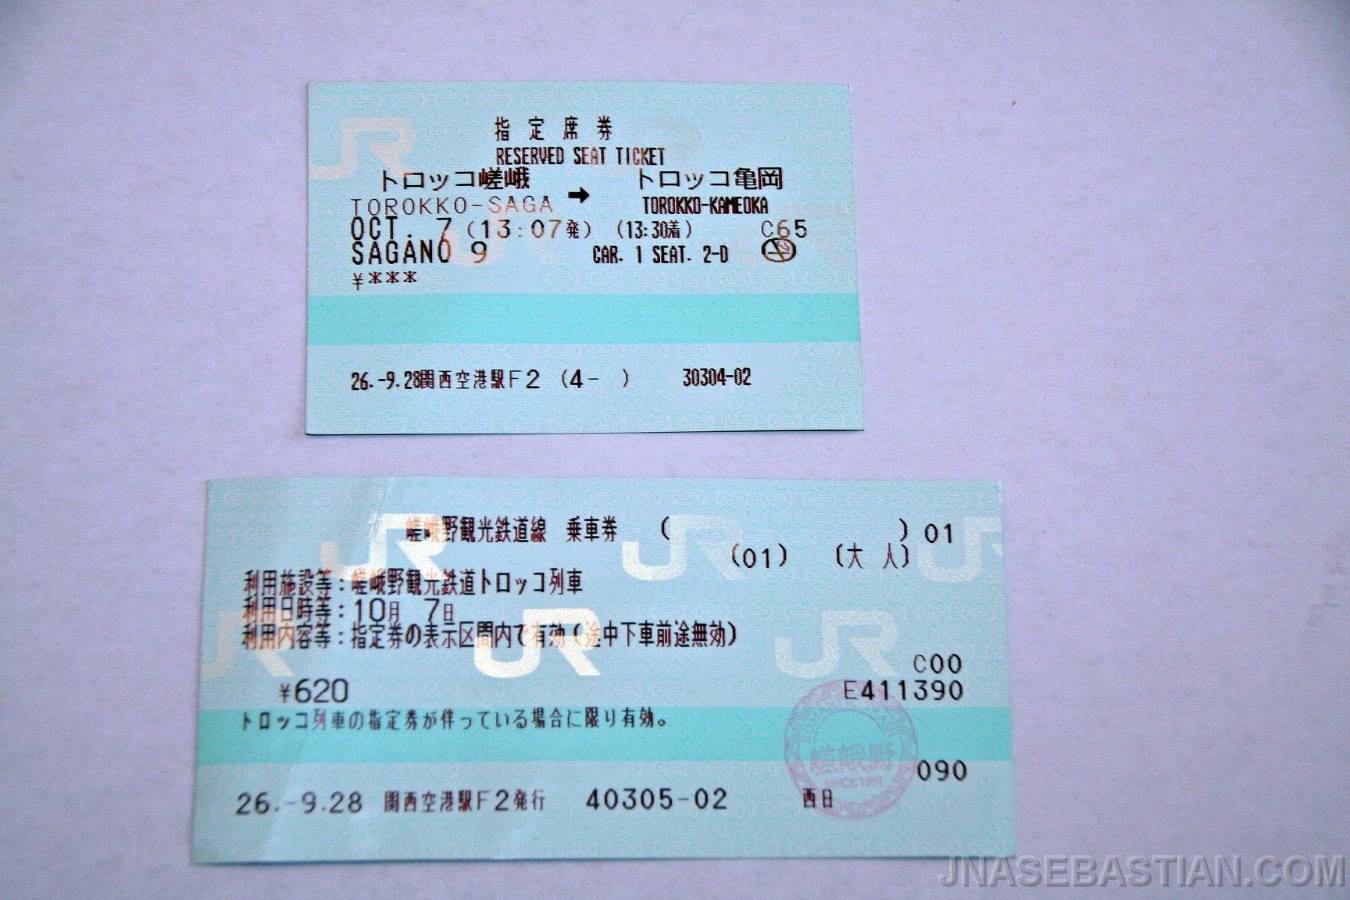 JR
指定席券
RESERVED SEAT TICKET
トロッコ嵯峨 → トロッコ亀岡
TOROKKO-SAGA TOROKKO-KAMEOKA
OCT. 7 (13:07発) (13:30着) C65
SAGANO 9 CAR. 1 SEAT. 2-D
¥***
26.-9.28関西空港駅F2 (4- ) 30304-02
嵯峨野観光鉄道線 乗車券 ( ) 01
(01) (大 人)
利用施設等:嵯峨野観光鉄道トロッコ列車
利用日時等:10月 7日
利用内容等:指定券の表示区間内で有効(途中下車前途無効)
C00
¥620 E411390
トロッコ列車の指定券が伴っている場合に限り有効。
嵯峨野
SINCE 1991
090
26.-9.28 関西空港駅F2発行 40305-02 西日
JNASEBASTIAN.COM